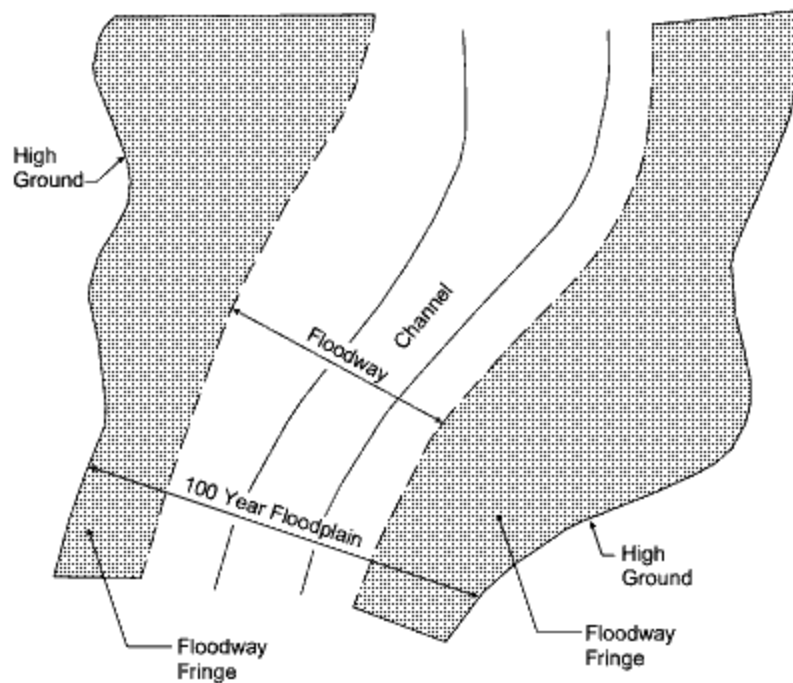 High
Ground
Channel
Floodway
100 Year Floodplain
High
Ground
Floodway
Fringe
Floodway
Fringe